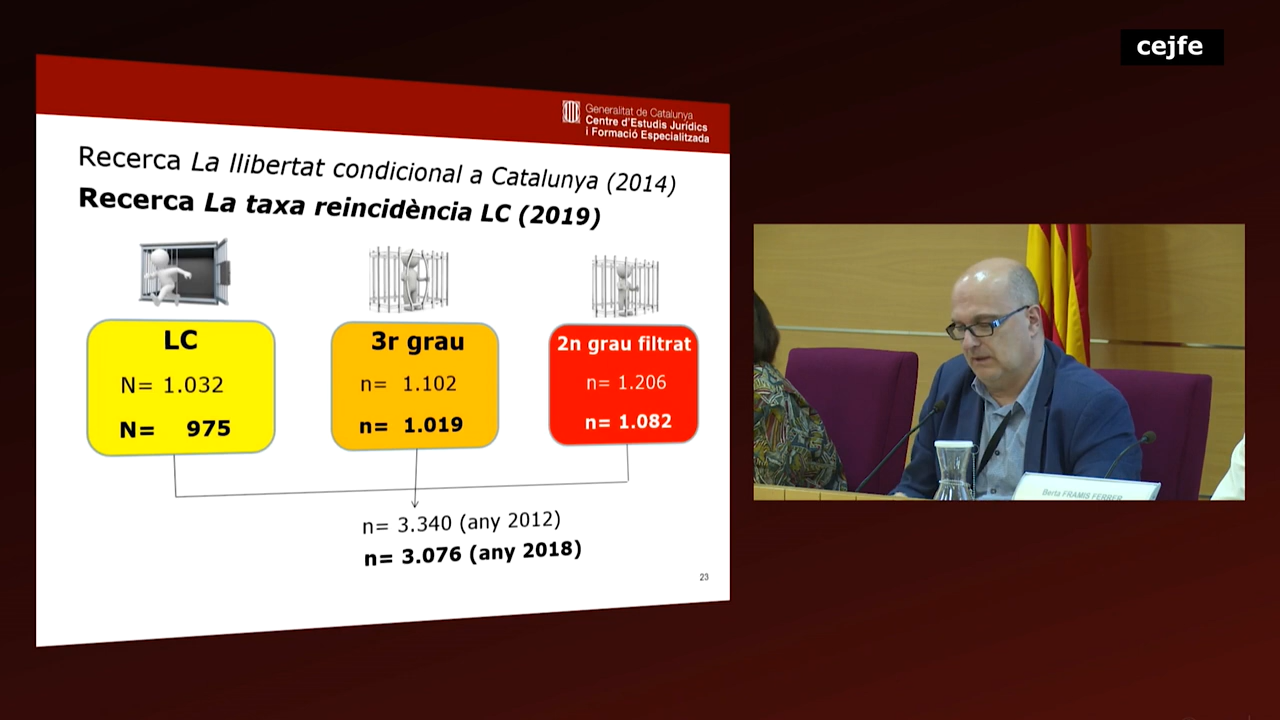 cejfe
Generalitat de Catalunya
Centre d'Estudis Jurídics
i Formació Especialitzada
Recerca La llibertat condicional a Catalunya (2014)
Recerca La taxa reincidència LC (2019)
LC
N= 1.032
N= 975
3r grau
n= 1.102
n= 1.019
2n grau filtrat
n= 1.206
n= 1.082
n= 3.340 (any 2012)
n= 3.076 (any 2018)
23
Berta FRAMIS FERRER